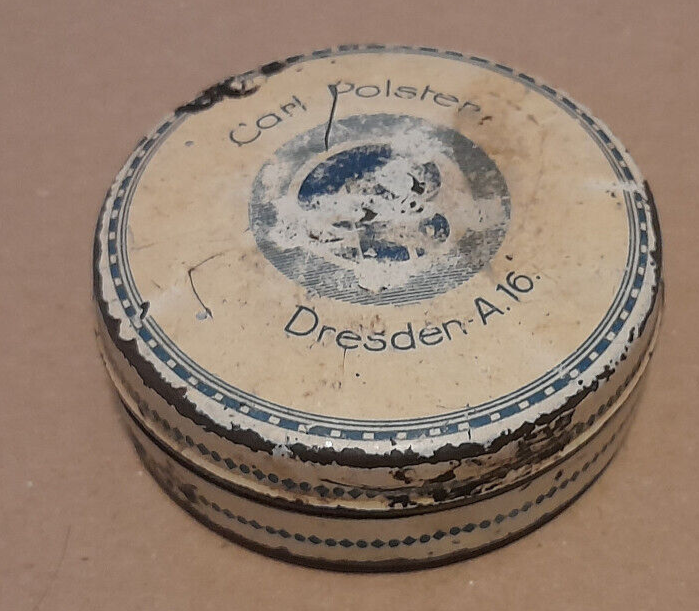 Carl Polster,
Dresden-A.16.